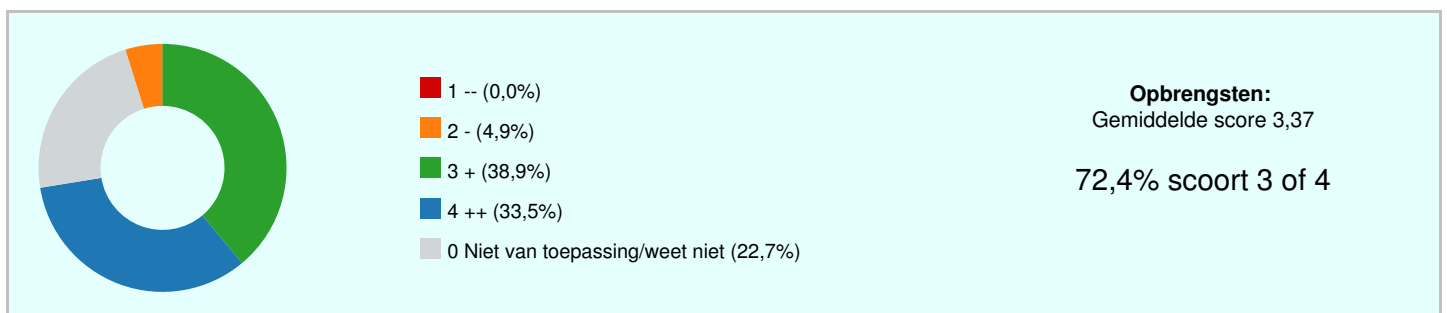 1 -- (0,0%)
2 - (4,9%)
3 + (38,9%)
4 ++ (33,5%)
0 Niet van toepassing/weet niet (22,7%)
Opbrengsten:
Gemiddelde score 3,37
72,4% scoort 3 of 4